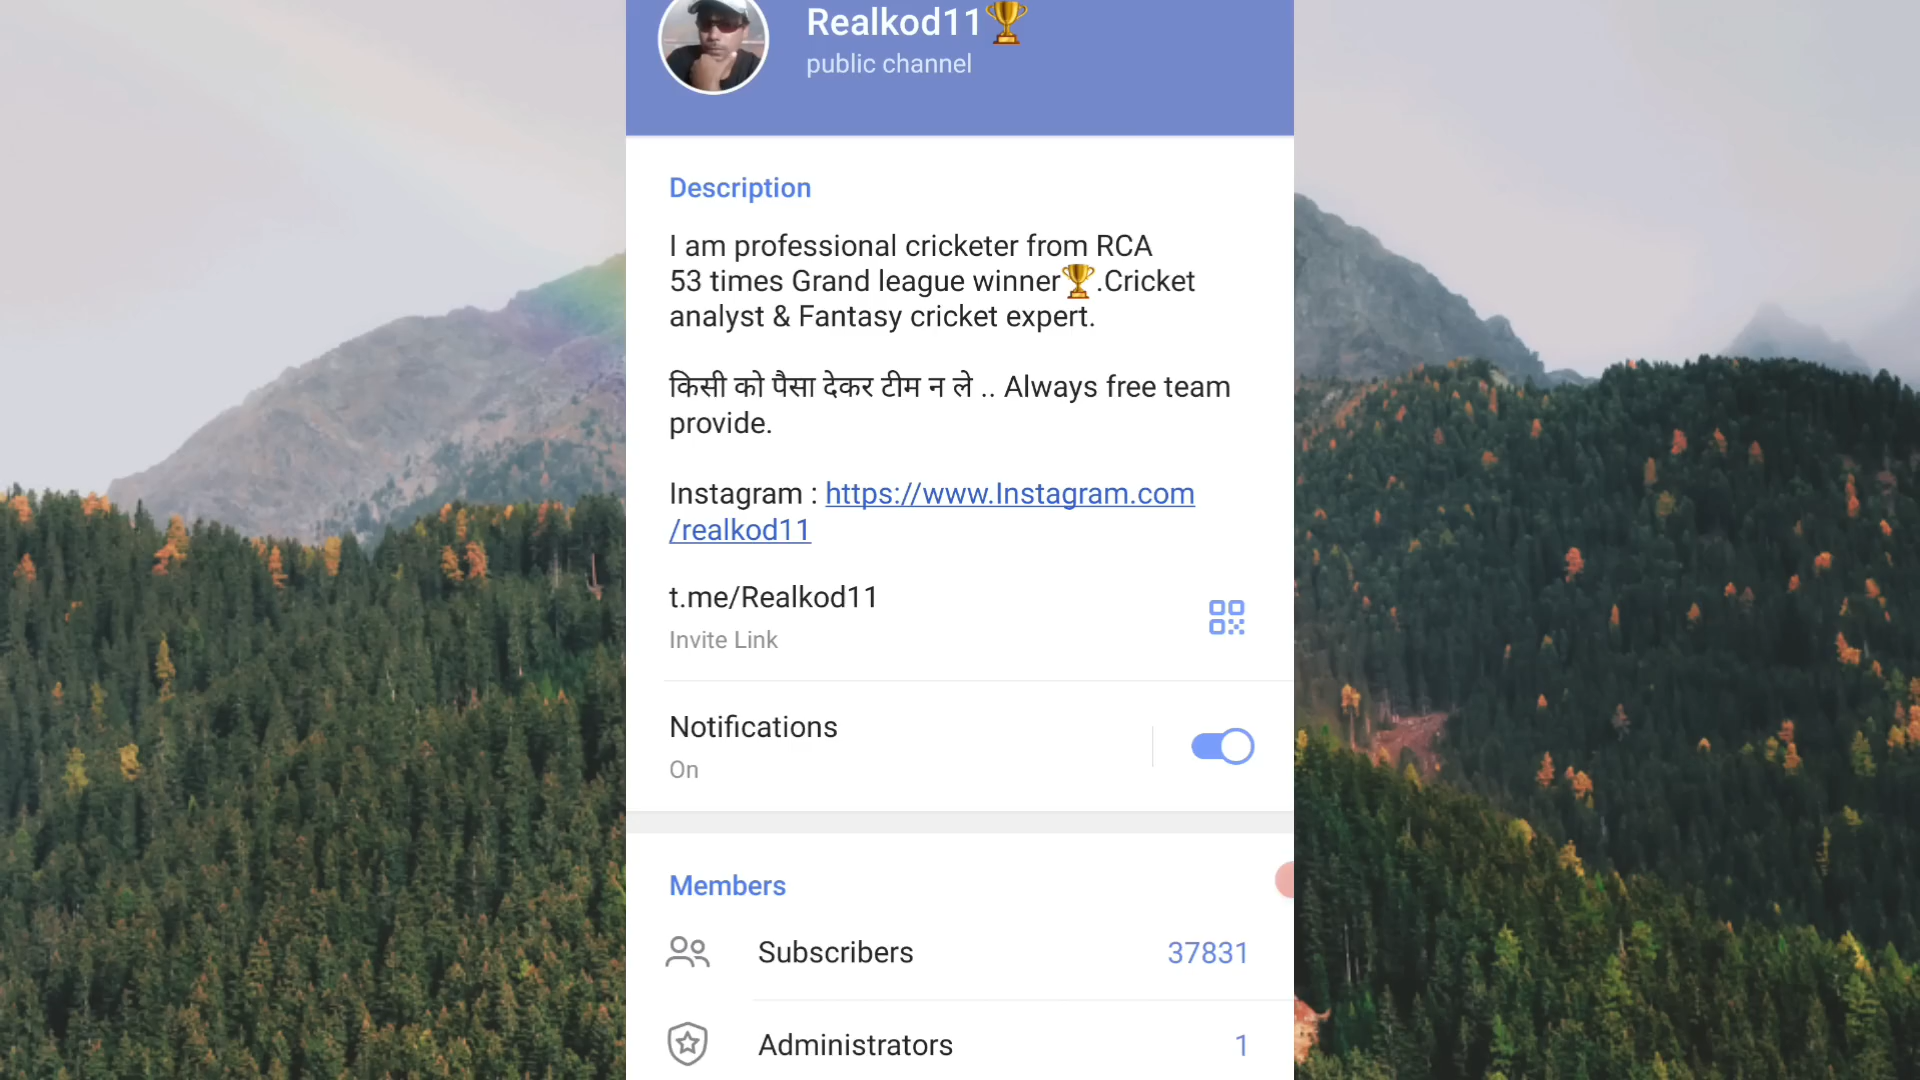 Realkod11🏆
public channel
Description
I am professional cricketer from RCA
53 times Grand league winner🏆.Cricket
analyst & Fantasy cricket expert.
किसी को पैसा देकर टीम न ले .. Always free team
provide.
Instagram : https://www.Instagram.com
/realkod11
t.me/Realkod11
Invite Link
Notifications
On
Members
Subscribers 37831
Administrators 1